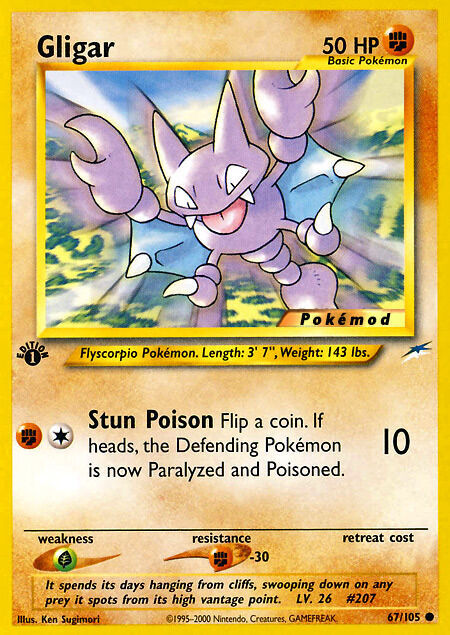 Gligar
50 HP
Basic Pokémon
Pokémod
EDITION
1
Flyscorpio Pokémon. Length: 3' 7", Weight: 143 lbs.
Stun Poison Flip a coin. If
heads, the Defending Pokémon
is now Paralyzed and Poisoned.
10
weakness
resistance
retreat cost
-30
It spends its days hanging from cliffs, swooping down on any
prey it spots from its high vantage point. LV. 26 #207
Illus. Ken Sugimori
©1995-2000 Nintendo, Creatures, GAMEFREAK.
67/105